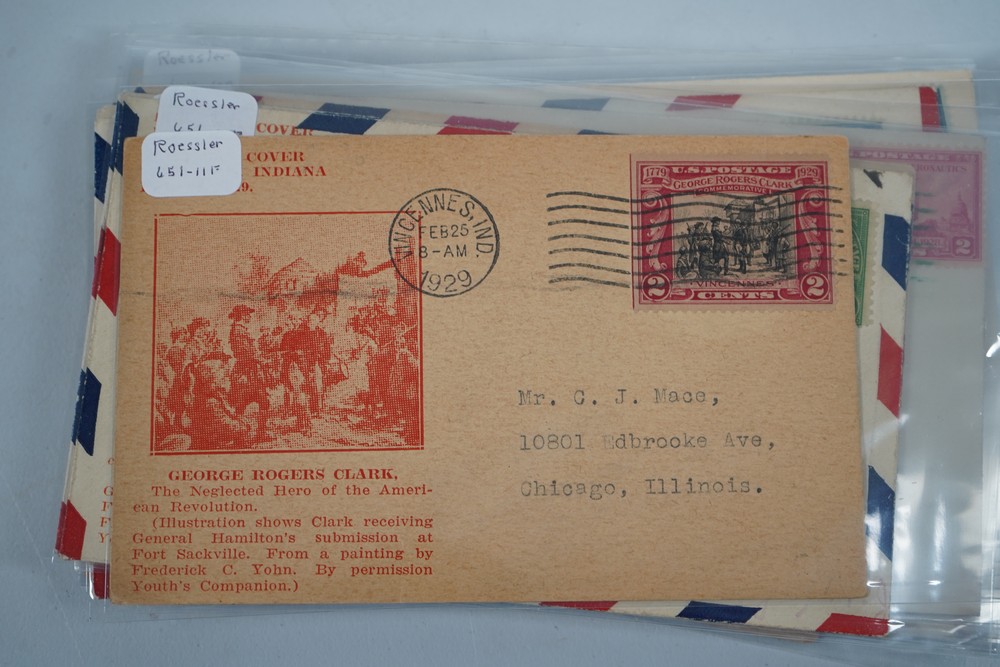 Roessler
Roessler
651
Roessler
651-11F
COVER
COVER
INDIANA
9.
VINCENNES, IND.
FEB 25
8-AM
1929
1779 U.S. POSTAGE 1929
GEORGE ROGERS CLARK
COMMEMORATIVE
VINCENNES
2 CENTS 2
2
Mr. C. J. Mace,
10801 Edbrooke Ave,
Chicago, Illinois.
GEORGE ROGERS CLARK,
The Neglected Hero of the Ameri-
can Revolution.
(Illustration shows Clark receiving
General Hamilton's submission at
Fort Sackville. From a painting by
Frederick C. Yohn. By permission
Youth's Companion.)